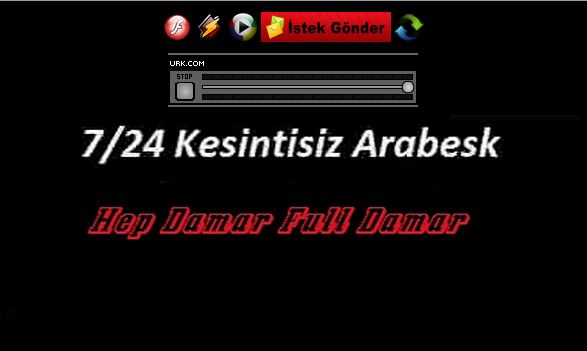 İstek Gönder
URK.COM
STOP
7/24 Kesintisiz Arabesk
Hep Damar Full Damar